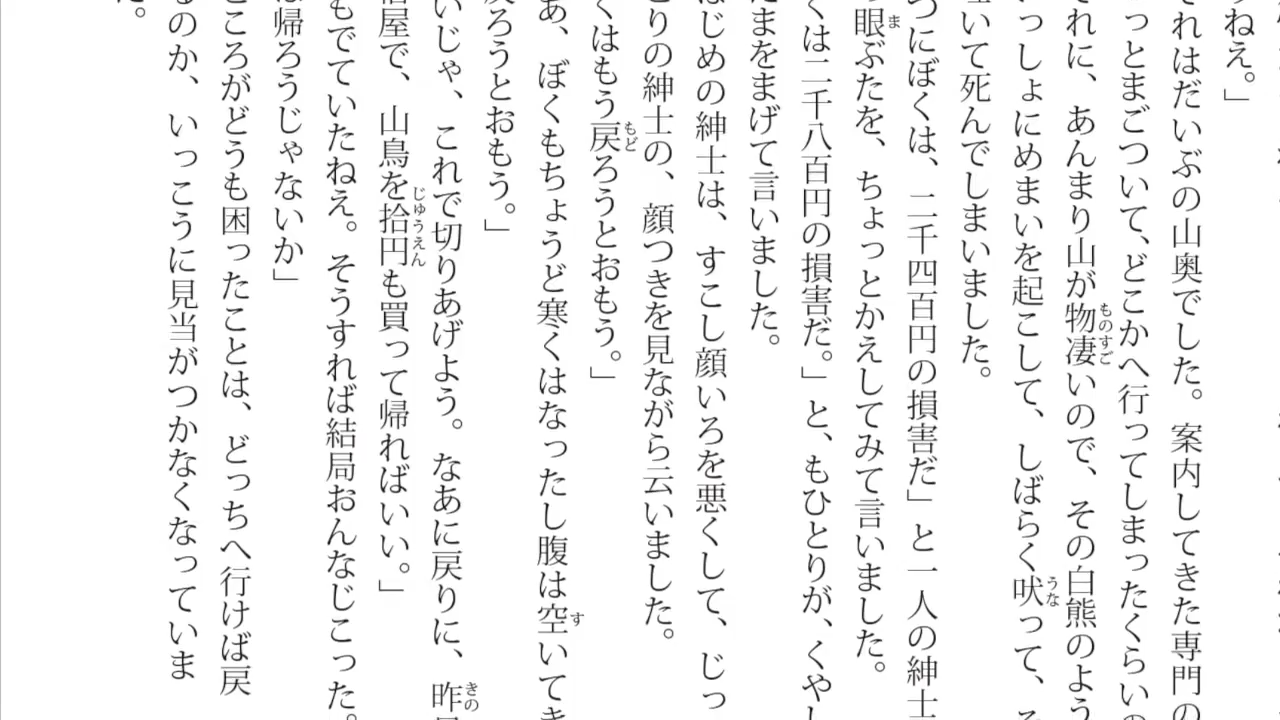 ねえ。」
れはだいぶの山奥でした。案内してきた専門の
っとまごついて、どこかへ行ってしまったくらいの
れに、あんまり山が物凄いので、その白熊のよう
っしょにめまいを起こして、しばらく吠って、
いて死んでしまいました。
つにぼくは、二千四百円の損害だ」と一人の紳士
眼ぶたを、ちょっとかえしてみて言いました。
くは二千八百円の損害だ。」と、もひとりが、くやし
たまをまげて言いました。
はじめの紳士は、すこし顔いろを悪くして、じっ
とりの紳士の、顔つきを見ながら云いました。
くはもう戻ろうとおもう。」
あ、ぼくもちょうど寒くはなったし腹は空いてき
戻ろうとおもう。」
いじゃ、これで切りあげよう。なあに戻りに、昨
宿屋で、山鳥を拾円も買って帰ればいい。」
もでていたねえ。そうすれば結局おんなじこった。
は帰ろうじゃないか」
ころがどうも困ったことは、どっちへ行けば戻
るのか、いっこうに見当がつかなくなっていま
た。